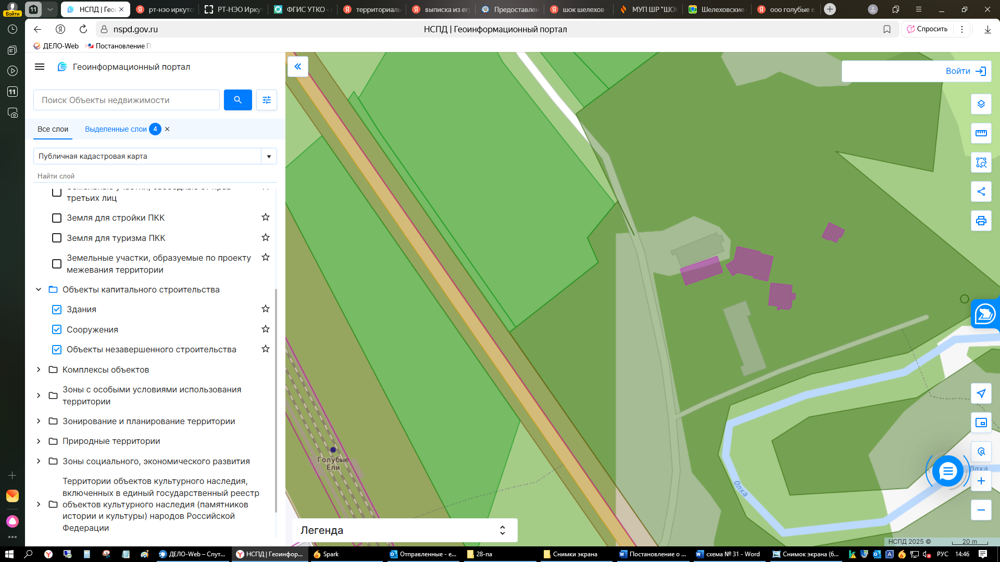 11
НСПД | Гео
рт-нэо иркутс
РТ-НЭО Ирку
ФГИС УТКО -
территориаль
выписка из ег
Предоставлен
шок шелехов -
МУП ШР "ШО
Шелеховские
ооо голубые е
Войти
nspd.gov.ru
НСПД | Геоинформационный портал
Спросить
ДЕЛО-Web
Постановление П
11
Геоинформационный портал
Войти
Поиск Объекты недвижимости
Все слои
Выделенные слои 4
Публичная кадастровая карта
Найти слой
третьих лиц
Земля для стройки ПКК
Земля для туризма ПКК
Земельные участки, образуемые по проекту
межевания территории
Объекты капитального строительства
Здания
Сооружения
Объекты незавершенного строительства
Комплексы объектов
Зоны с особыми условиями использования
территории
Зонирование и планирование территории
Природные территории
Зоны социального, экономического развития
Территории объектов культурного наследия,
включенных в единый государственный реестр
объектов культурного наследия (памятников
истории и культуры) народов Российской
Федерации
Голубые
Ели
Олха
Олха
Легенда
НСПД 2025 ©
20 m
ДЕЛО-Web – Спут...
НСПД | Геоинфор...
Spark
Отправленные - e...
28-па
Снимки экрана
Постановление о ...
схема № 31 - Word
Снимок экрана (6...
РУС
14:46